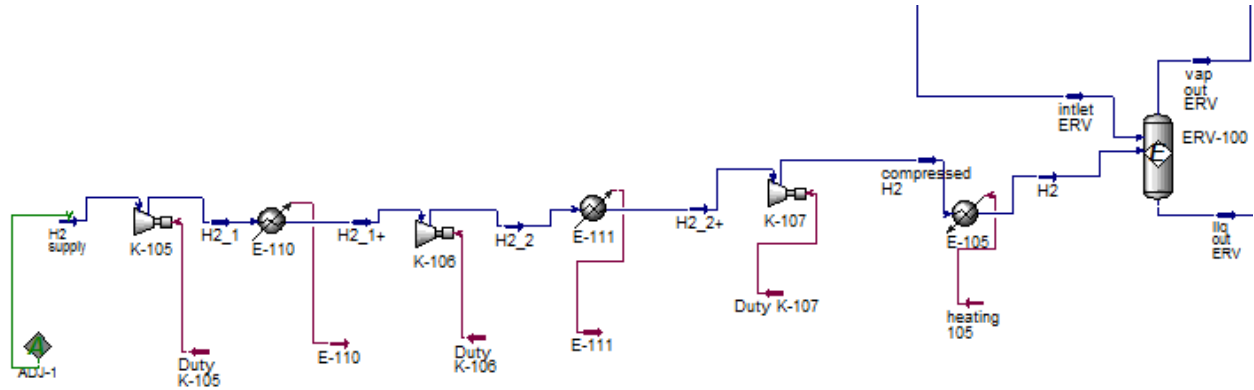 vap
out
ERV
intlet
ERV
ERV-100
E
compressed
H2
H2
K-107
H2
supply
K-105
H2_1
E-110
H2_1+
K-106
H2_2
E-111
H2_2+
E-105
liq
out
ERV
Duty K-107
heating
105
A
ADJ-1
Duty
K-105
E-110
Duty
K-106
E-111